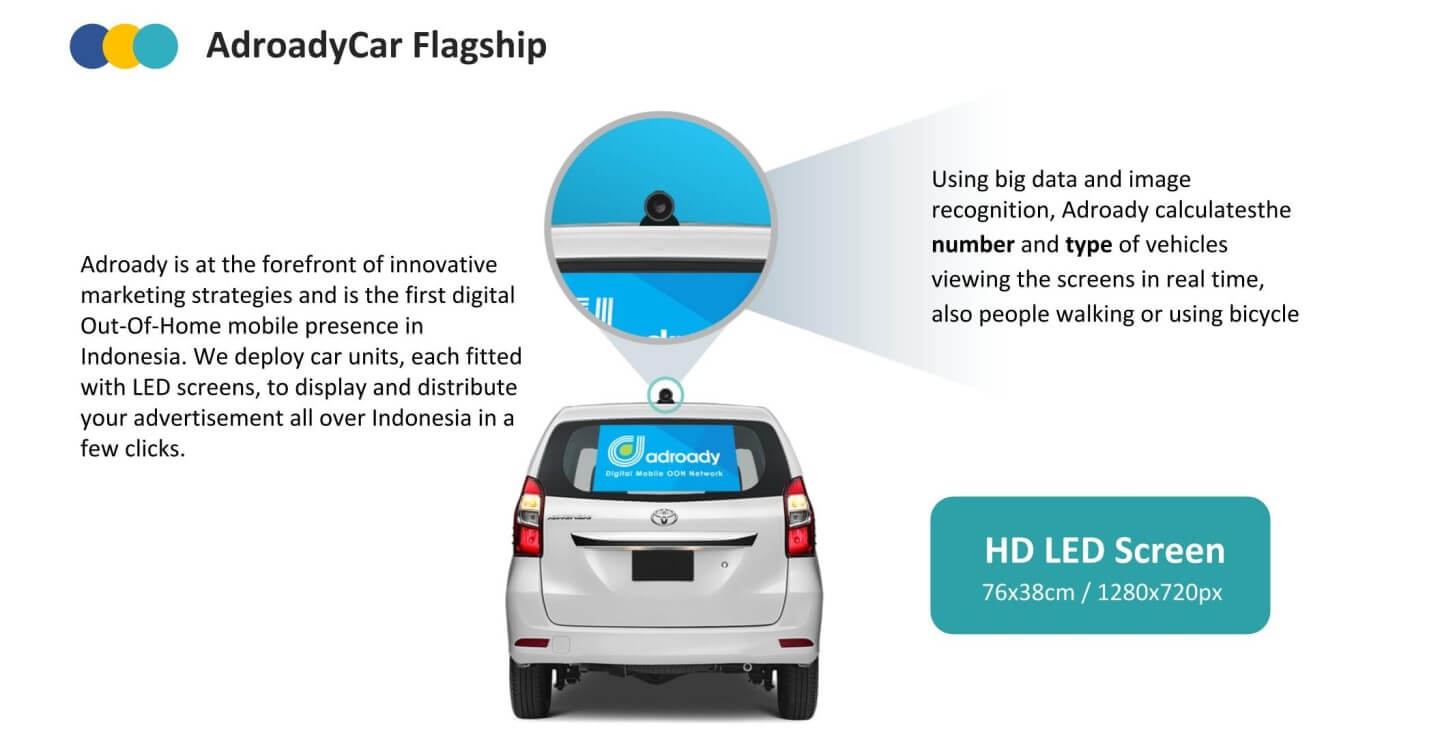 AdroadyCar Flagship
Adroady is at the forefront of innovative
marketing strategies and is the first digital
Out-Of-Home mobile presence in
Indonesia. We deploy car units, each fitted
with LED screens, to display and distribute
your advertisement all over Indonesia in a
few clicks.
adroady
Digital Mobile OOH Network
Using big data and image
recognition, Adroady calculatesthe
number and type of vehicles
viewing the screens in real time,
also people walking or using bicycle
HD LED Screen
76x38cm / 1280x720px